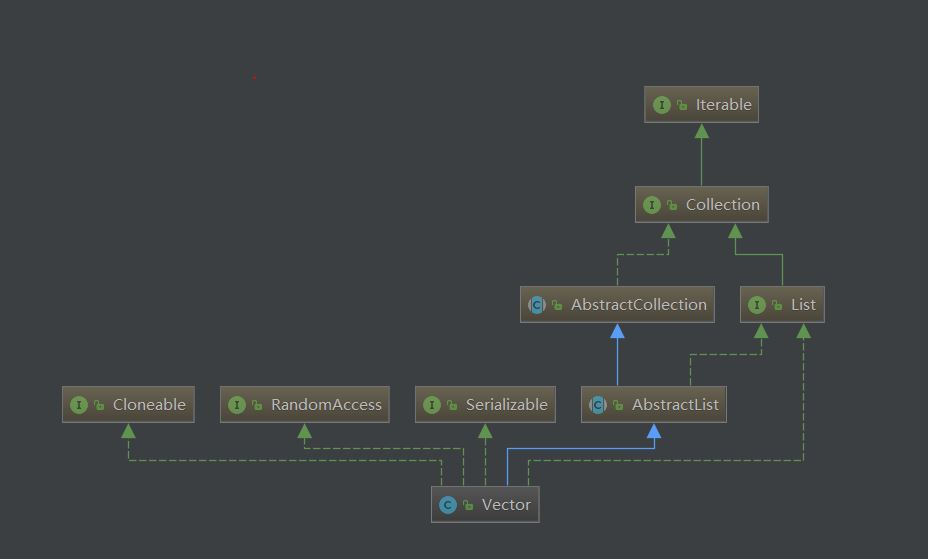 I Iterable
I Collection
C AbstractCollection
I List
I Cloneable
I RandomAccess
I Serializable
C AbstractList
C Vector